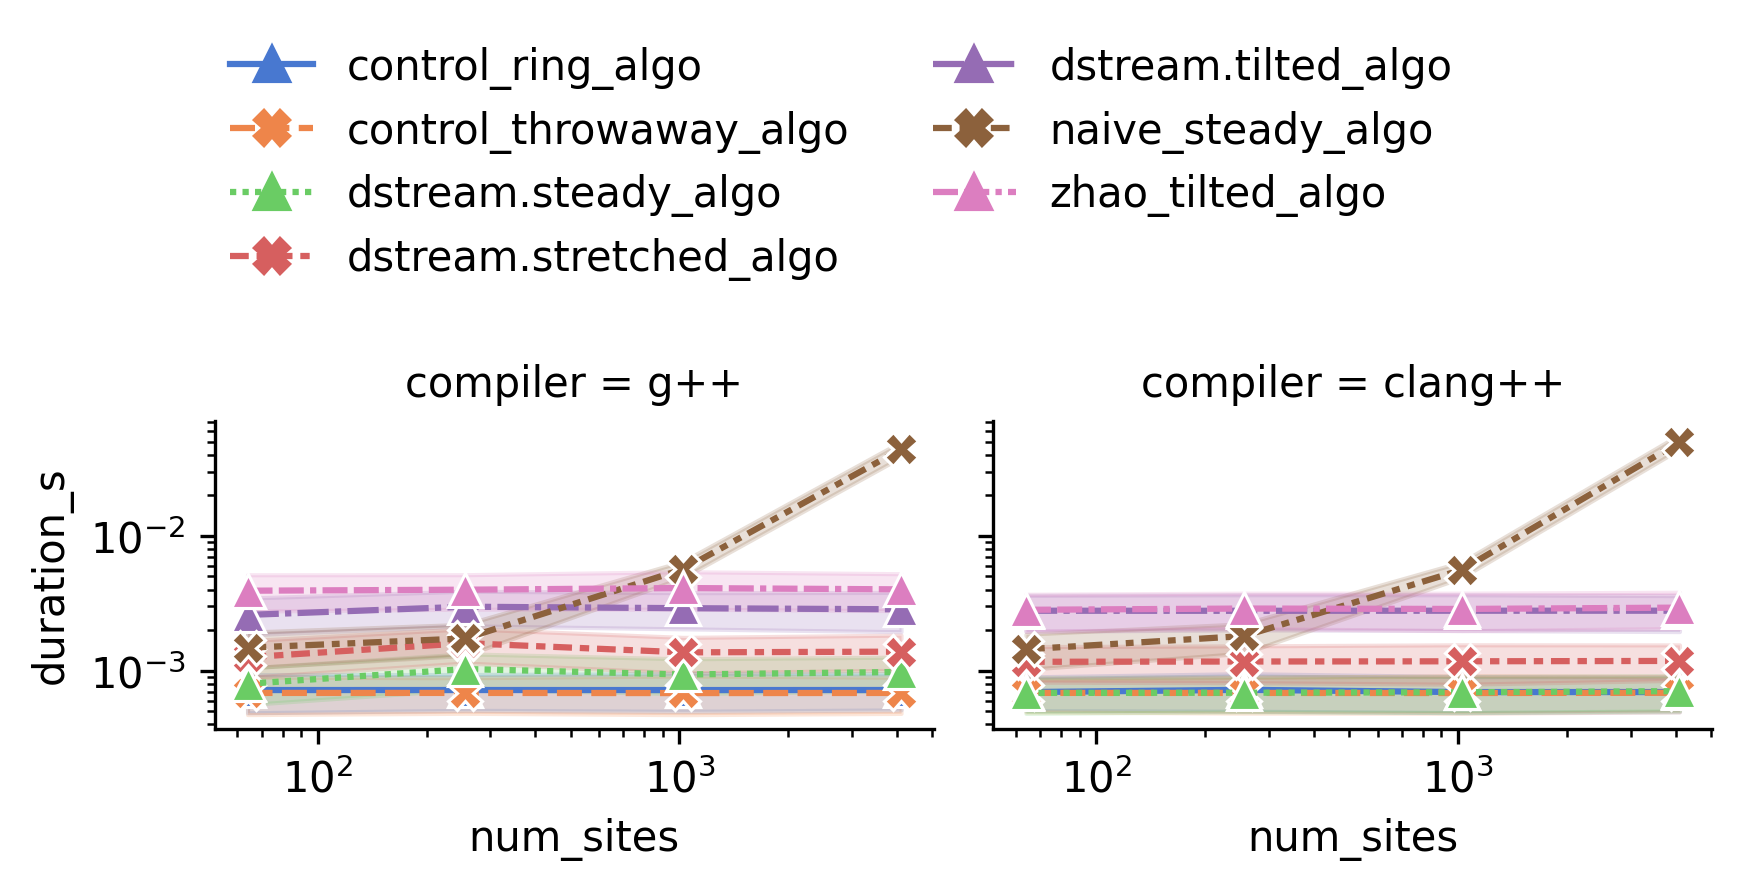 control_ring_algo
control_throwaway_algo
dstream.steady_algo
dstream.stretched_algo
dstream.tilted_algo
naive_steady_algo
zhao_tilted_algo
compiler = g++
compiler = clang++
duration_s
10⁻²
10⁻³
10² 10³
10² 10³
num_sites
num_sites